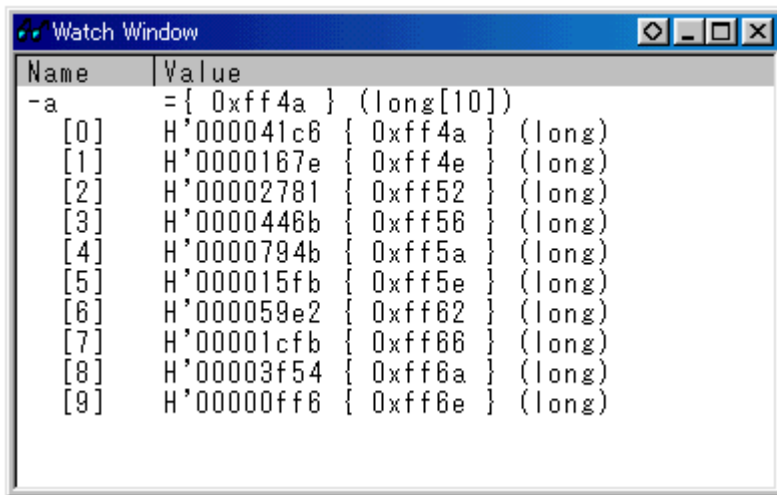 Watch Window
Name Value
-a ={ 0xff4a } (long[10])
[0] H'000041c6 { 0xff4a } (long)
[1] H'0000167e { 0xff4e } (long)
[2] H'00002781 { 0xff52 } (long)
[3] H'0000446b { 0xff56 } (long)
[4] H'0000794b { 0xff5a } (long)
[5] H'000015fb { 0xff5e } (long)
[6] H'000059e2 { 0xff62 } (long)
[7] H'00001cfb { 0xff66 } (long)
[8] H'00003f54 { 0xff6a } (long)
[9] H'00000ff6 { 0xff6e } (long)